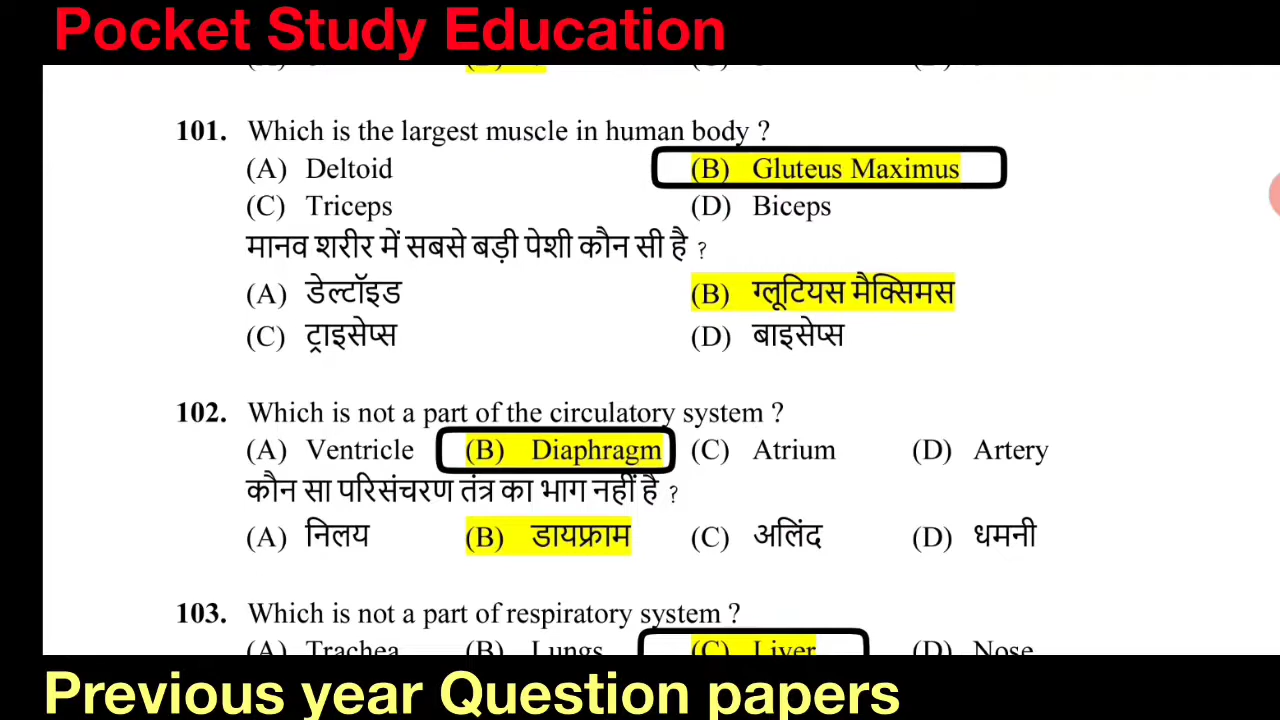 Pocket Study Education
101. Which is the largest muscle in human body ?
(A) Deltoid (B) Gluteus Maximus
(C) Triceps (D) Biceps
मानव शरीर में सबसे बड़ी पेशी कौन सी है ?
(A) डेल्टॉइड (B) ग्लूटियस मैक्सिमस
(C) ट्राइसेप्स (D) बाइसेप्स
102. Which is not a part of the circulatory system ?
(A) Ventricle (B) Diaphragm (C) Atrium (D) Artery
कौन सा परिसंचरण तंत्र का भाग नहीं है ?
(A) निलय (B) डायफ्राम (C) अलिंद (D) धमनी
103. Which is not a part of respiratory system ?
(A) Trachea (B) Lungs (C) Liver (D) Nose
Previous year Question papers